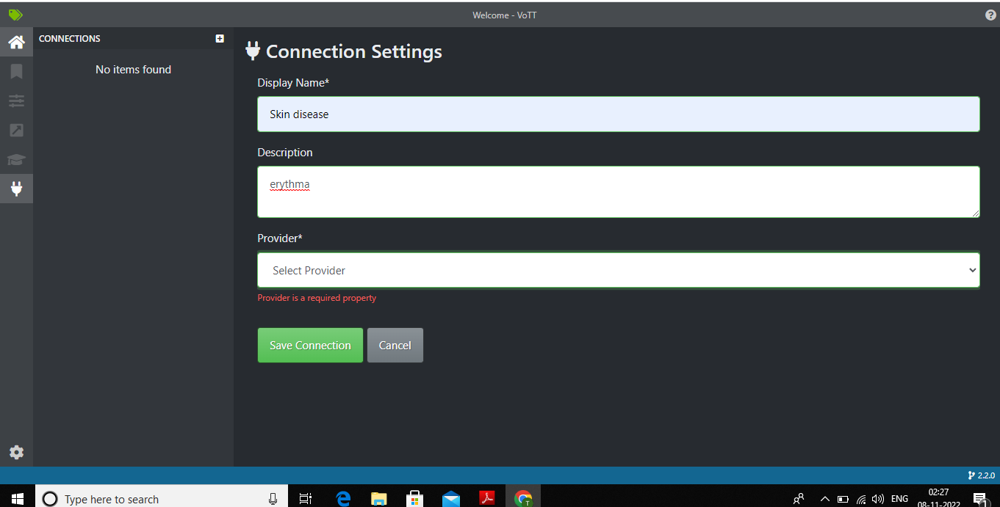 Welcome - VoTT
CONNECTIONS
No items found
Connection Settings
Display Name*
Skin disease
Description
erythma
Provider*
Select Provider
Provider is a required property
Save Connection Cancel
2.2.0
Type here to search
ENG
02:27
08-11-2022